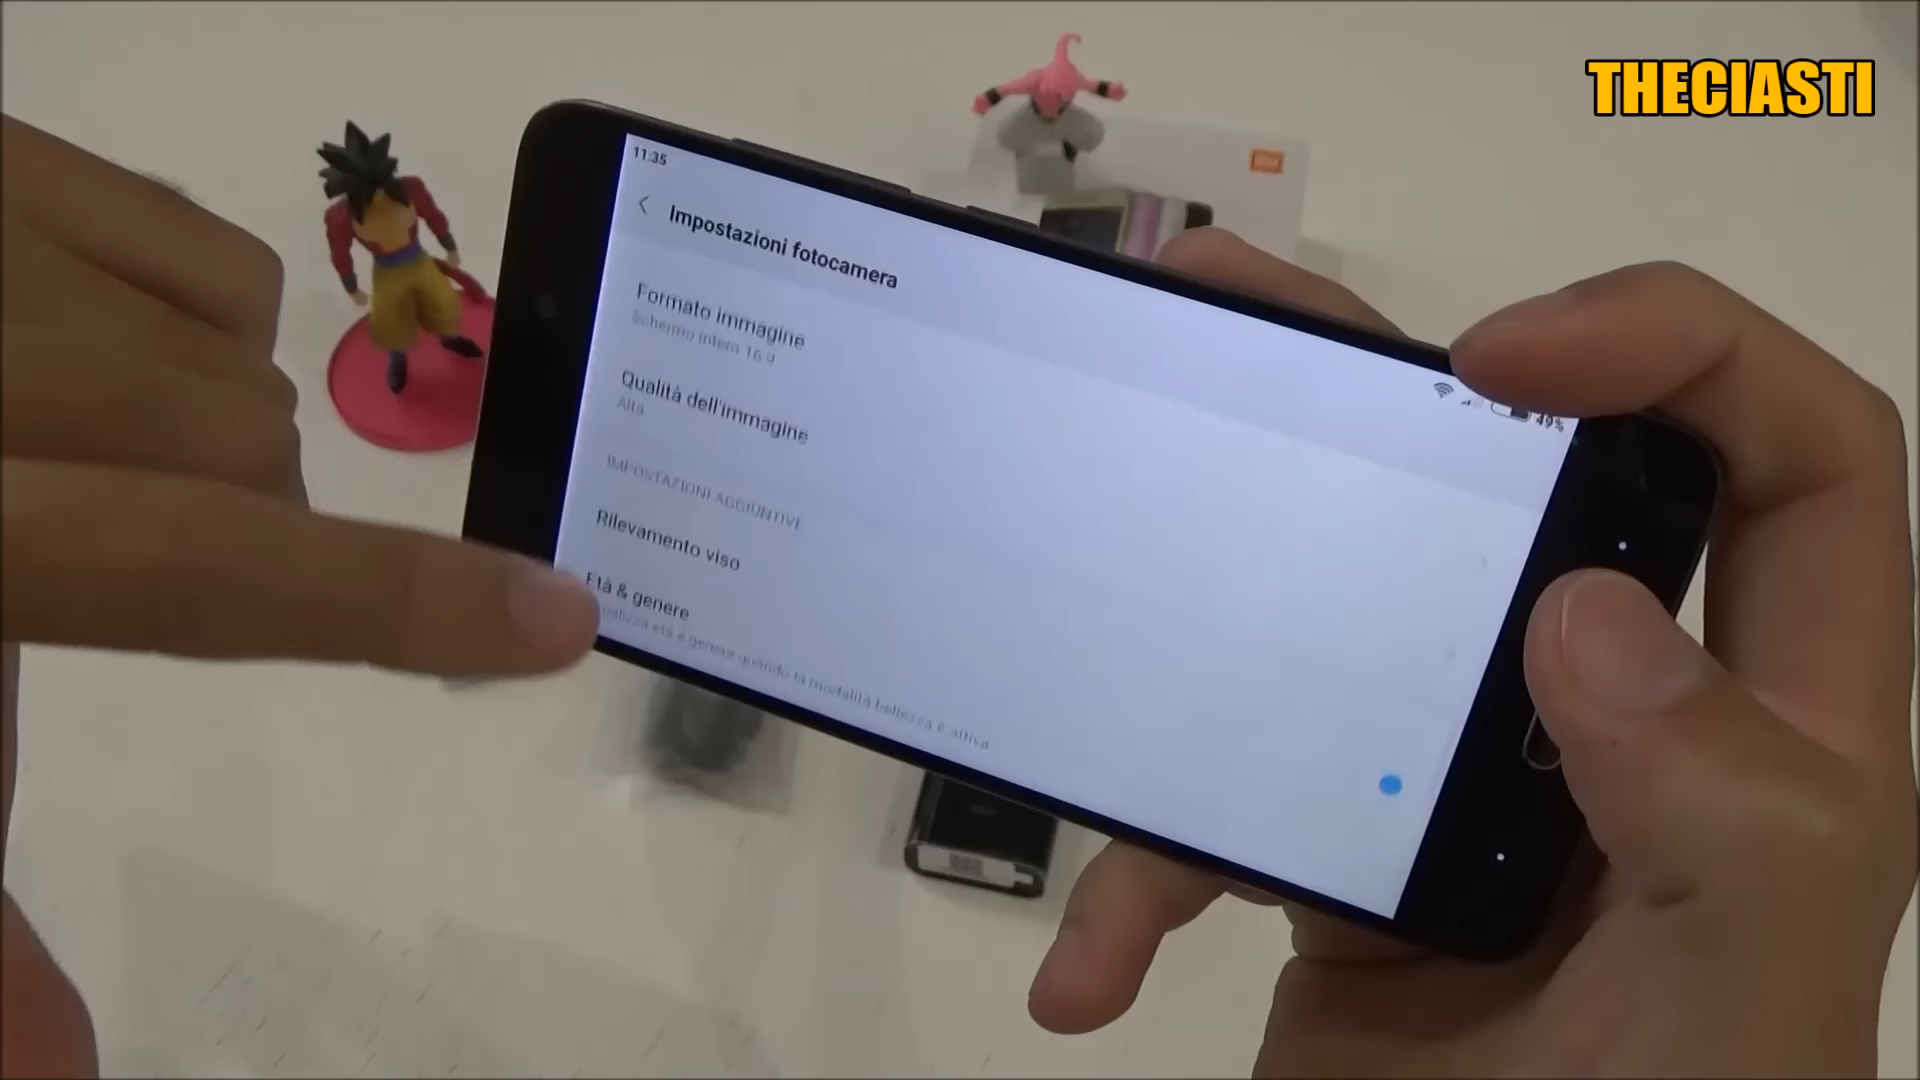 THECIASTI
11:35
49%
Impostazioni fotocamera
Formato immagine
Schermo intero 16:9
Qualità dell'immagine
Alta
IMPOSTAZIONI AGGIUNTIVE
Rilevamento viso
Età & genere
età e genere quando la modalità bellezza è attiva